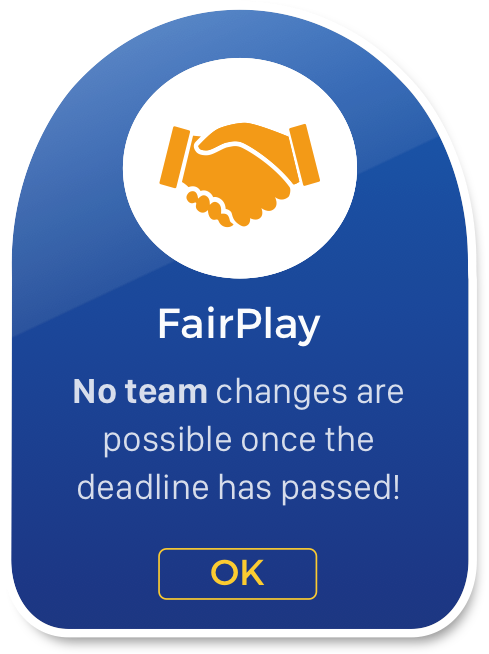 FairPlay
No team changes are
possible once the
deadline has passed!
OK